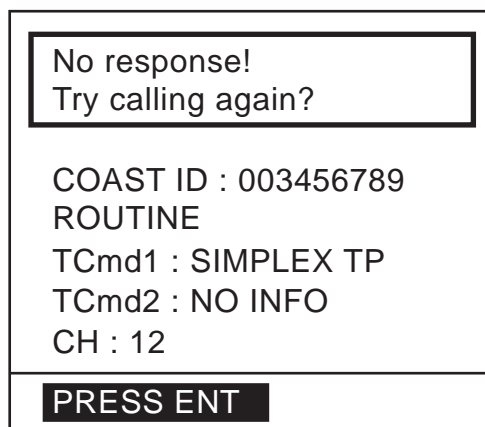 No response!
Try calling again?
COAST ID : 003456789
ROUTINE
TCmd1 : SIMPLEX TP
TCmd2 : NO INFO
CH : 12
PRESS ENT